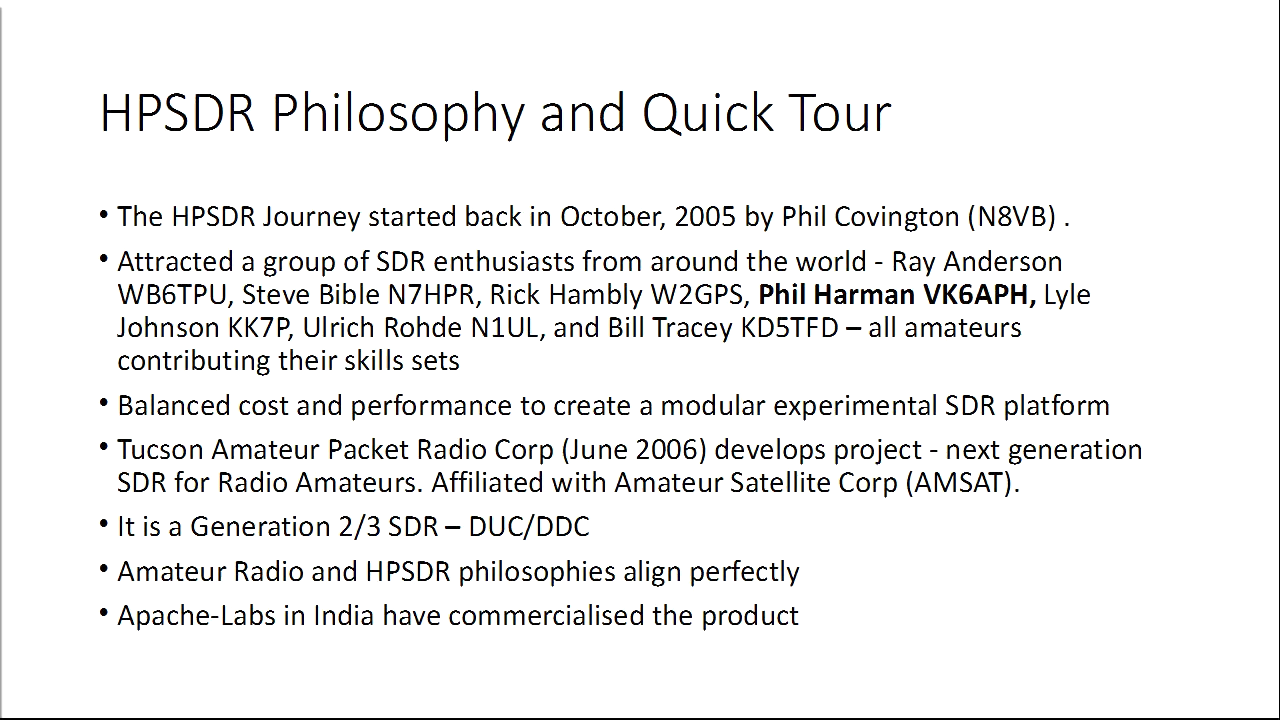 HPSDR Philosophy and Quick Tour
• The HPSDR Journey started back in October, 2005 by Phil Covington (N8VB) .
• Attracted a group of SDR enthusiasts from around the world - Ray Anderson
WB6TPU, Steve Bible N7HPR, Rick Hambly W2GPS, Phil Harman VK6APH, Lyle
Johnson KK7P, Ulrich Rohde N1UL, and Bill Tracey KD5TFD – all amateurs
contributing their skills sets
• Balanced cost and performance to create a modular experimental SDR platform
• Tucson Amateur Packet Radio Corp (June 2006) develops project - next generation
SDR for Radio Amateurs. Affiliated with Amateur Satellite Corp (AMSAT).
• It is a Generation 2/3 SDR – DUC/DDC
• Amateur Radio and HPSDR philosophies align perfectly
• Apache-Labs in India have commercialised the product